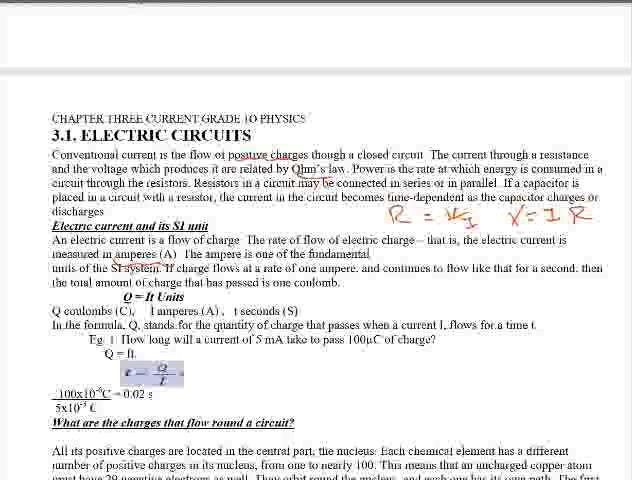 CHAPTER THREE CURRENT GRADE 1O PHYSICS
3.1. ELECTRIC CIRCUITS
Conventional current is the flow of positive charges though a closed circuit The current through a resistance
and the voltage which produces it are related by Ohm's law. Power is the rate at which energy is consumed in a
circuit through the resistors. Resistors in a circuit may be connected in series or in parallel. If a capacitor is
placed in a circuit with a resistor, the current in the circuit becomes time-dependent as the capacitor charges or
discharges
R = V/I V = I R
Electric current and its SI unit
An electric current is a flow of charge The rate of flow of electric charge – that is, the electric current is
measured in amperes (A) The ampere is one of the fundamental
units of the SI system. If charge flows at a rate of one ampere, and continues to flow like that for a second, then
the total amount of charge that has passed is one coulomb.
Q = It Units
Q coulombs (C), I amperes (A), t seconds (S)
In the formula, Q, stands for the quantity of charge that passes when a current I, flows for a time t.
Eg. 1 How long will a current of 5 mA take to pass 100μC of charge?
Q = It.
t = Q/I =
100x10⁻⁶C = 0.02 s
5x10⁻³ C
What are the charges that flow round a circuit?
All its positive charges are located in the central part, the nucleus. Each chemical element has a different
number of positive charges in its nucleus, from one to nearly 100. This means that an uncharged copper atom
must have 29 negative electrons as well. They orbit round the nucleus, and each one has its own path. The first